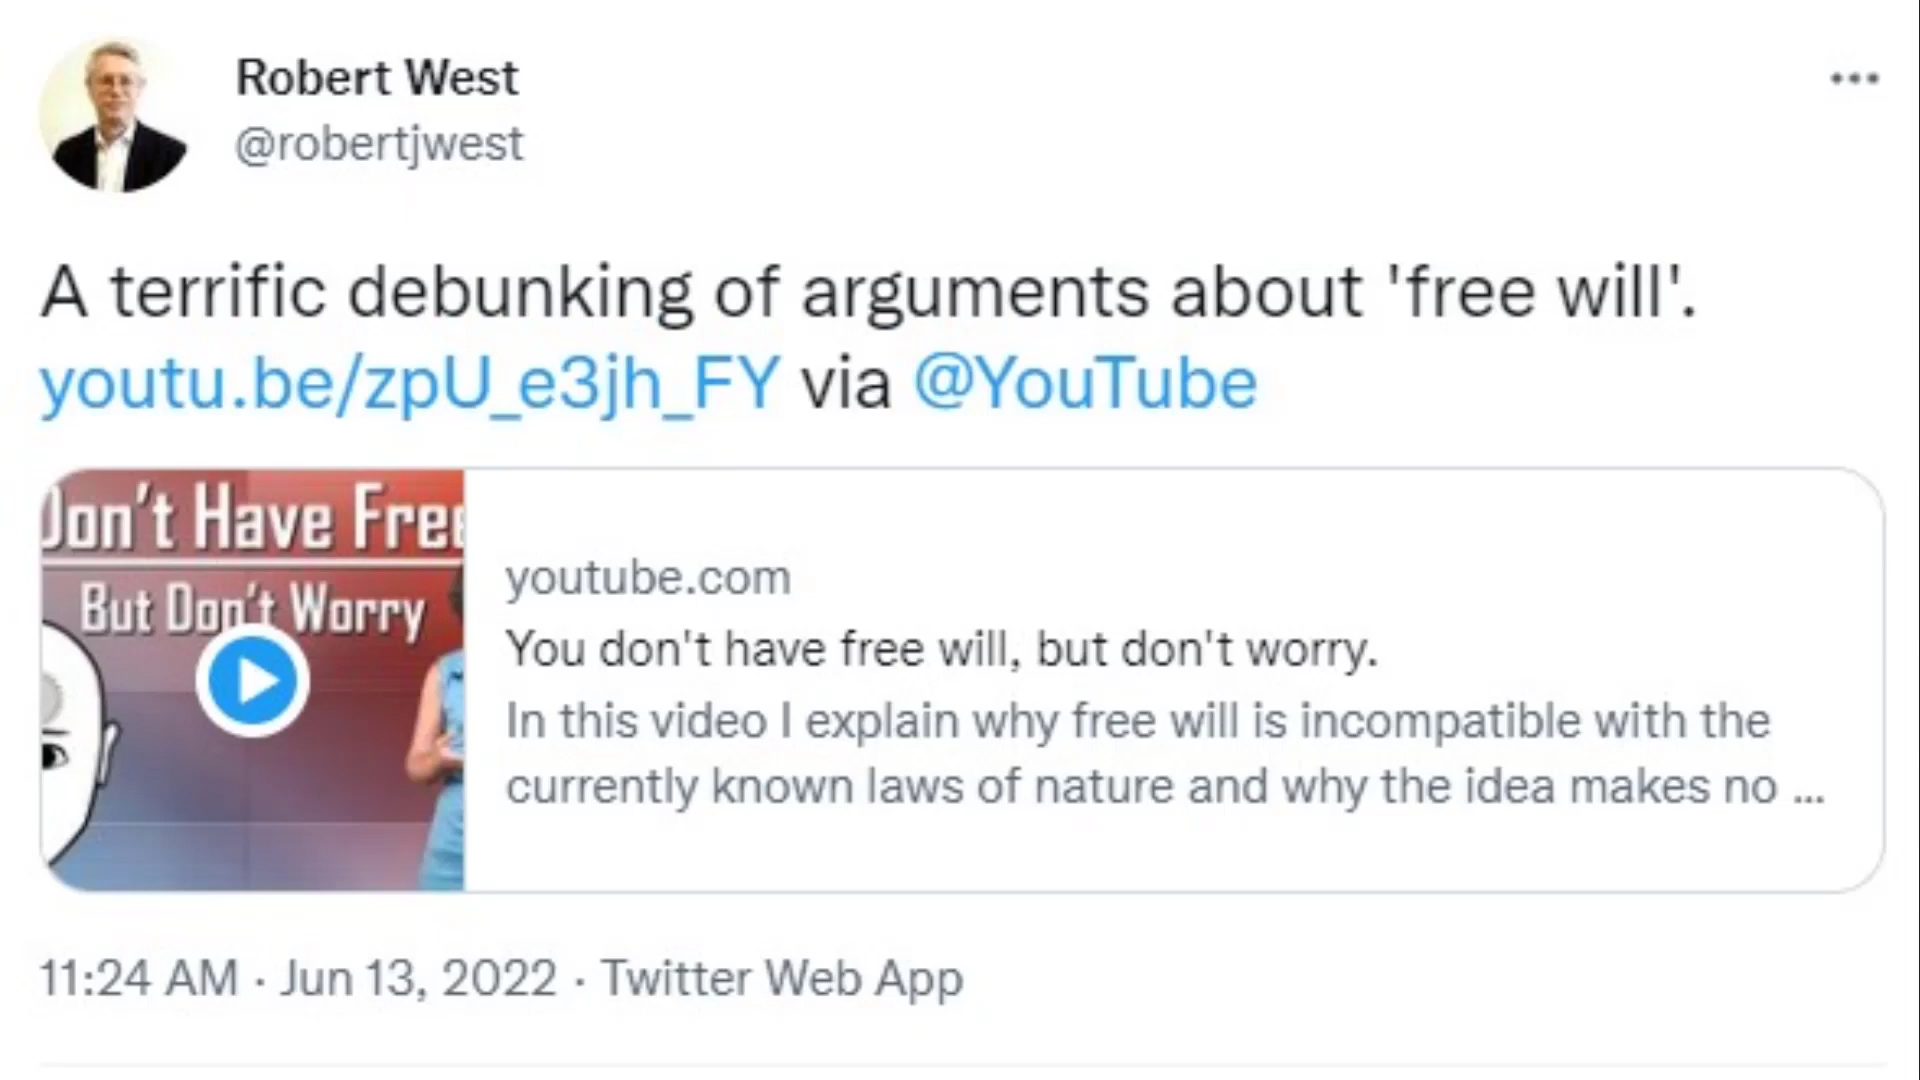 Robert West
@robertjwest
A terrific debunking of arguments about 'free will'.
youtu.be/zpU_e3jh_FY via @YouTube
Don't Have Free
But Don't Worry
youtube.com
You don't have free will, but don't worry.
In this video I explain why free will is incompatible with the
currently known laws of nature and why the idea makes no ...
11:24 AM · Jun 13, 2022 · Twitter Web App